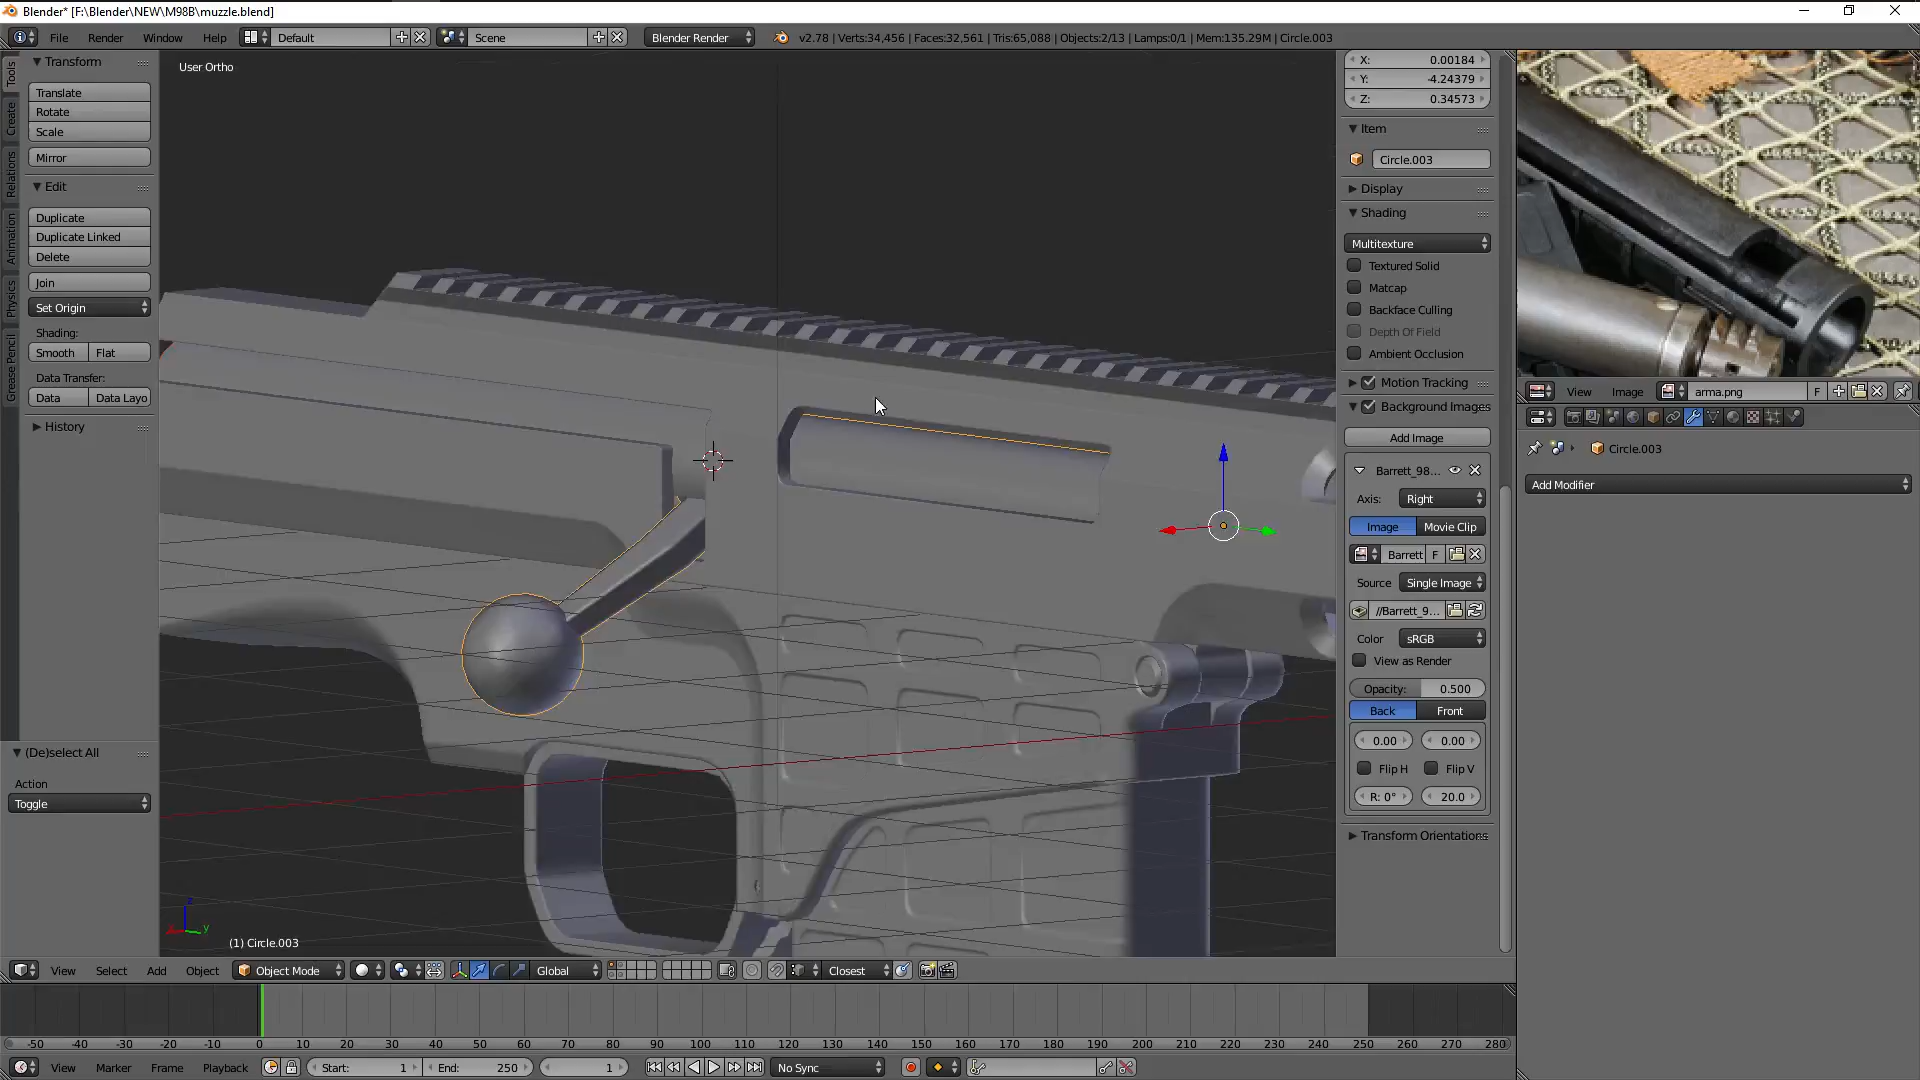 Blender* [F:\Blender\NEW\M98B\muzzle.blend]
File Render Window Help Default Scene Blender Render v2.78 | Verts:34,456 | Faces:32,561 | Tris:65,088 | Objects:2/13 | Lamps:0/1 | Mem:135.29M | Circle.003
Tools
Create
Relations
Animation
Physics
Grease Pencil
Transform
Translate
Rotate
Scale
Mirror
Edit
Duplicate
Duplicate Linked
Delete
Join
Set Origin
Shading:
Smooth Flat
Data Transfer:
Data Data Layo
History
(De)select All
Action
Toggle
User Ortho
(1) Circle.003
X: 0.00184
Y: -4.24379
Z: 0.34573
Item
Circle.003
Display
Shading
Multitexture
Textured Solid
Matcap
Backface Culling
Depth Of Field
Ambient Occlusion
Motion Tracking
Background Images
Add Image
Barrett_98...
Axis: Right
Image Movie Clip
Barrett F
Source Single Image
//Barrett_9...
Color sRGB
View as Render
Opacity: 0.500
Back Front
0.00 0.00
Flip H Flip V
R: 0° 20.0
Transform Orientations
View Image arma.png F
Circle.003
Add Modifier
View Select Add Object Object Mode Global Closest
-50 -40 -30 -20 -10 0 10 20 30 40 50 60 70 80 90 100 110 120 130 140 150 160 170 180 190 200 210 220 230 240 250 260 270 280
View Marker Frame Playback Start: 1 End: 250 1 No Sync